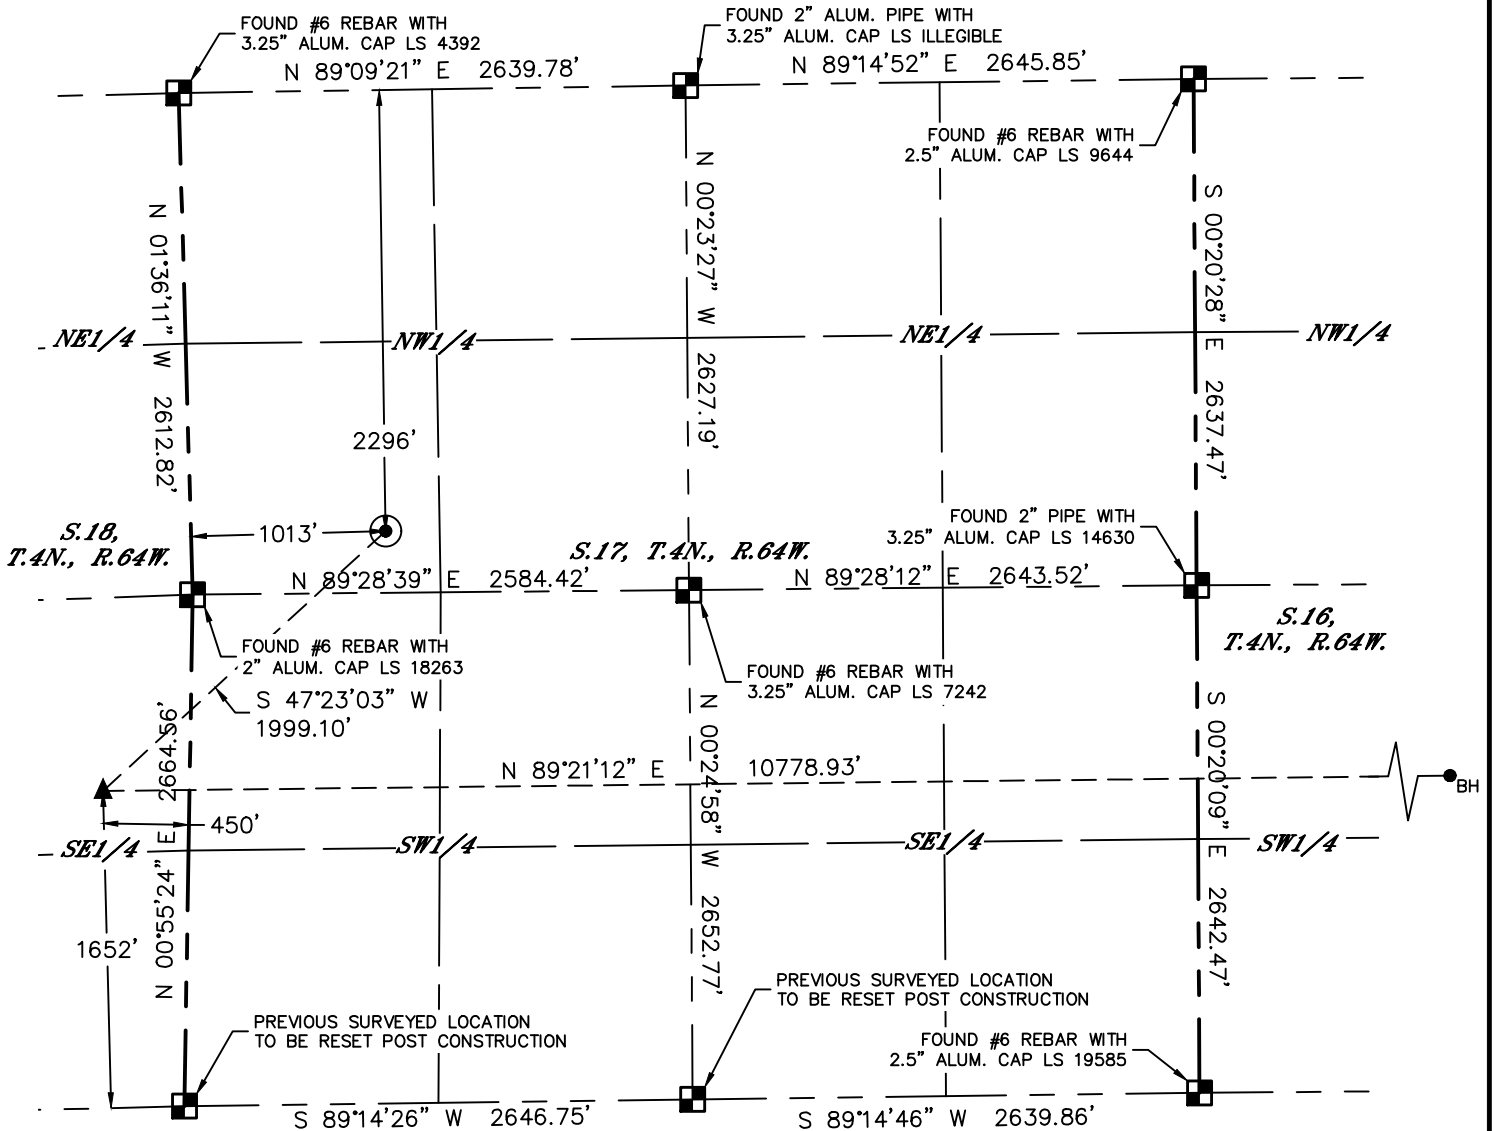 FOUND #6 REBAR WITH
3.25" ALUM. CAP LS 4392
FOUND 2" ALUM. PIPE WITH
3.25" ALUM. CAP LS ILLEGIBLE
N 89°09'21" E 2639.78'
N 89°14'52" E 2645.85'
FOUND #6 REBAR WITH
2.5" ALUM. CAP LS 9644
N 01°36'11" W 2612.82'
N 00°23'27" W 2627.19'
S 00°20'28" E 2637.47'
NE1/4
NW1/4
NE1/4
NW1/4
2296'
1013'
S.18,
T.4N., R.64W.
S.17, T.4N., R.64W.
FOUND 2" PIPE WITH
3.25" ALUM. CAP LS 14630
N 89°28'39" E 2584.42'
N 89°28'12" E 2643.52'
S.16,
T.4N., R.64W.
FOUND #6 REBAR WITH
2" ALUM. CAP LS 18263
FOUND #6 REBAR WITH
3.25" ALUM. CAP LS 7242
S 47°23'03" W
1999.10'
N 00°55'24" E 2664.56'
N 00°24'58" W 2652.77'
S 00°20'09" E 2642.47'
N 89°21'12" E 10778.93'
BH
450'
SE1/4
SW1/4
SE1/4
SW1/4
1652'
PREVIOUS SURVEYED LOCATION
TO BE RESET POST CONSTRUCTION
PREVIOUS SURVEYED LOCATION
TO BE RESET POST CONSTRUCTION
FOUND #6 REBAR WITH
2.5" ALUM. CAP LS 19585
S 89°14'26" W 2646.75'
S 89°14'46" W 2639.86'